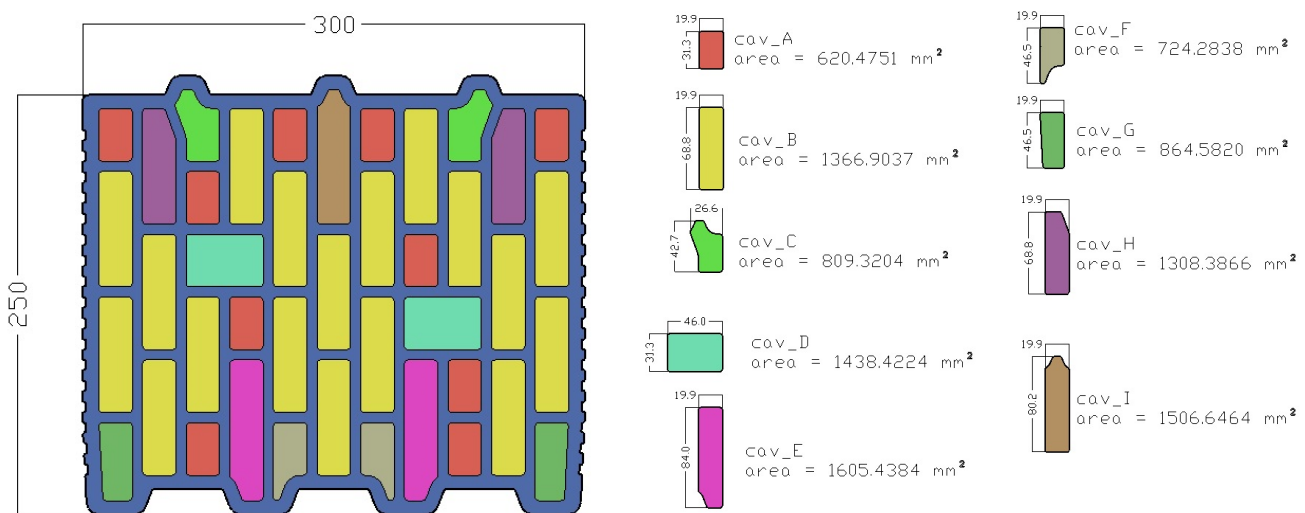 300
250
19.9
31.3
cav_A
area = 620.4751 mm²
19.9
68.8
cav_B
area = 1366.9037 mm²
26.6
42.7
cav_C
area = 809.3204 mm²
46.0
31.3
cav_D
area = 1438.4224 mm²
19.9
84.0
cav_E
area = 1605.4384 mm²
19.9
46.5
cav_F
area = 724.2838 mm²
19.9
46.5
cav_G
area = 864.5820 mm²
19.9
68.8
cav_H
area = 1308.3866 mm²
19.9
80.2
cav_I
area = 1506.6464 mm²